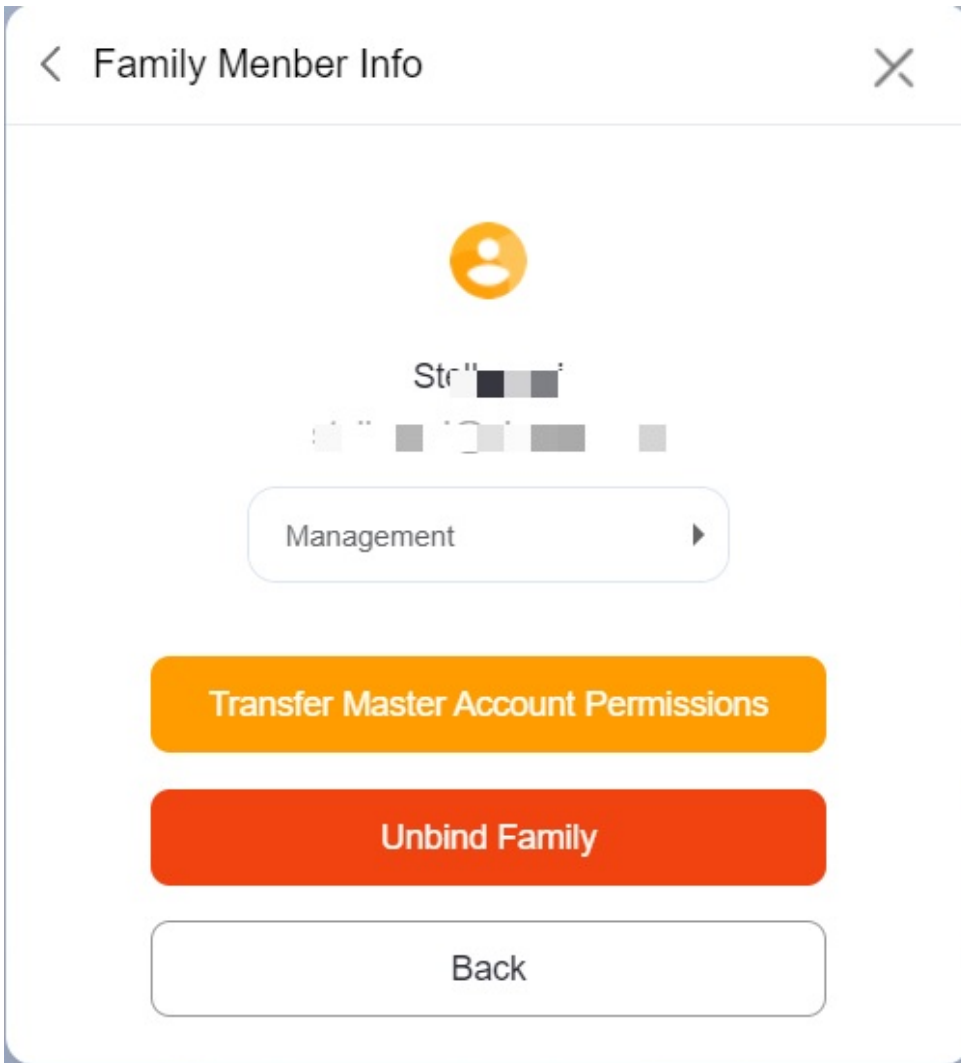 Family Menber Info
Management
Transfer Master Account Permissions
Unbind Family
Back